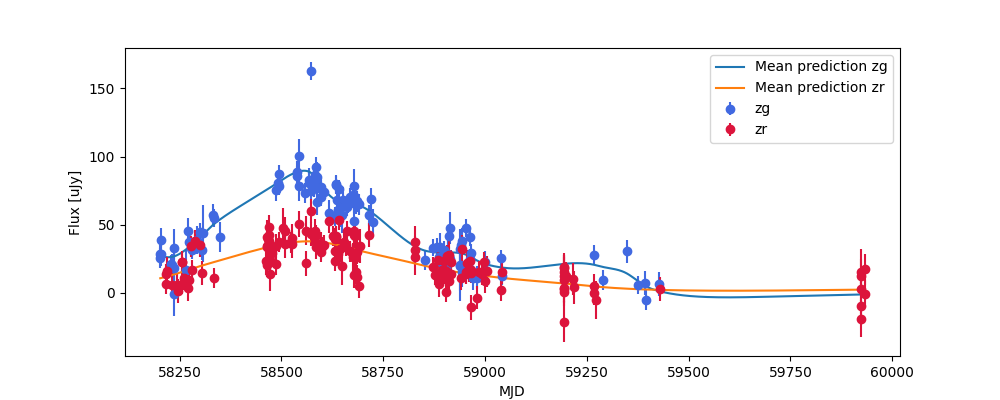 Mean prediction zg
Mean prediction zr
zg
zr
150
100
50
0
Flux [uJy]
58250 58500 58750 59000 59250 59500 59750 60000
MJD